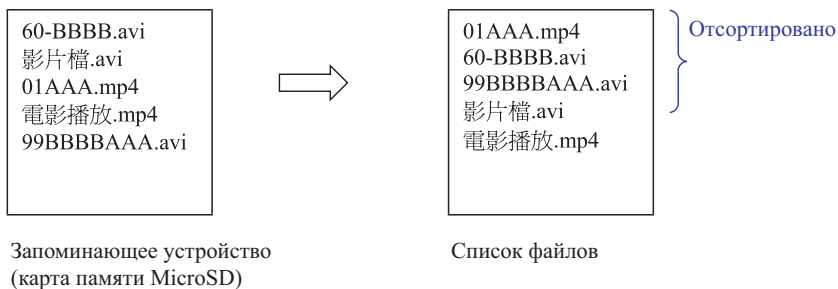 60-BBBB.avi
影片檔.avi
01AAA.mp4
電影播放.mp4
99BBBBAAA.avi
Запоминающее устройство
(карта памяти MicroSD)
01AAA.mp4
60-BBBB.avi
99BBBBAAA.avi
影片檔.avi
電影播放.mp4
Отсортировано
Список файлов